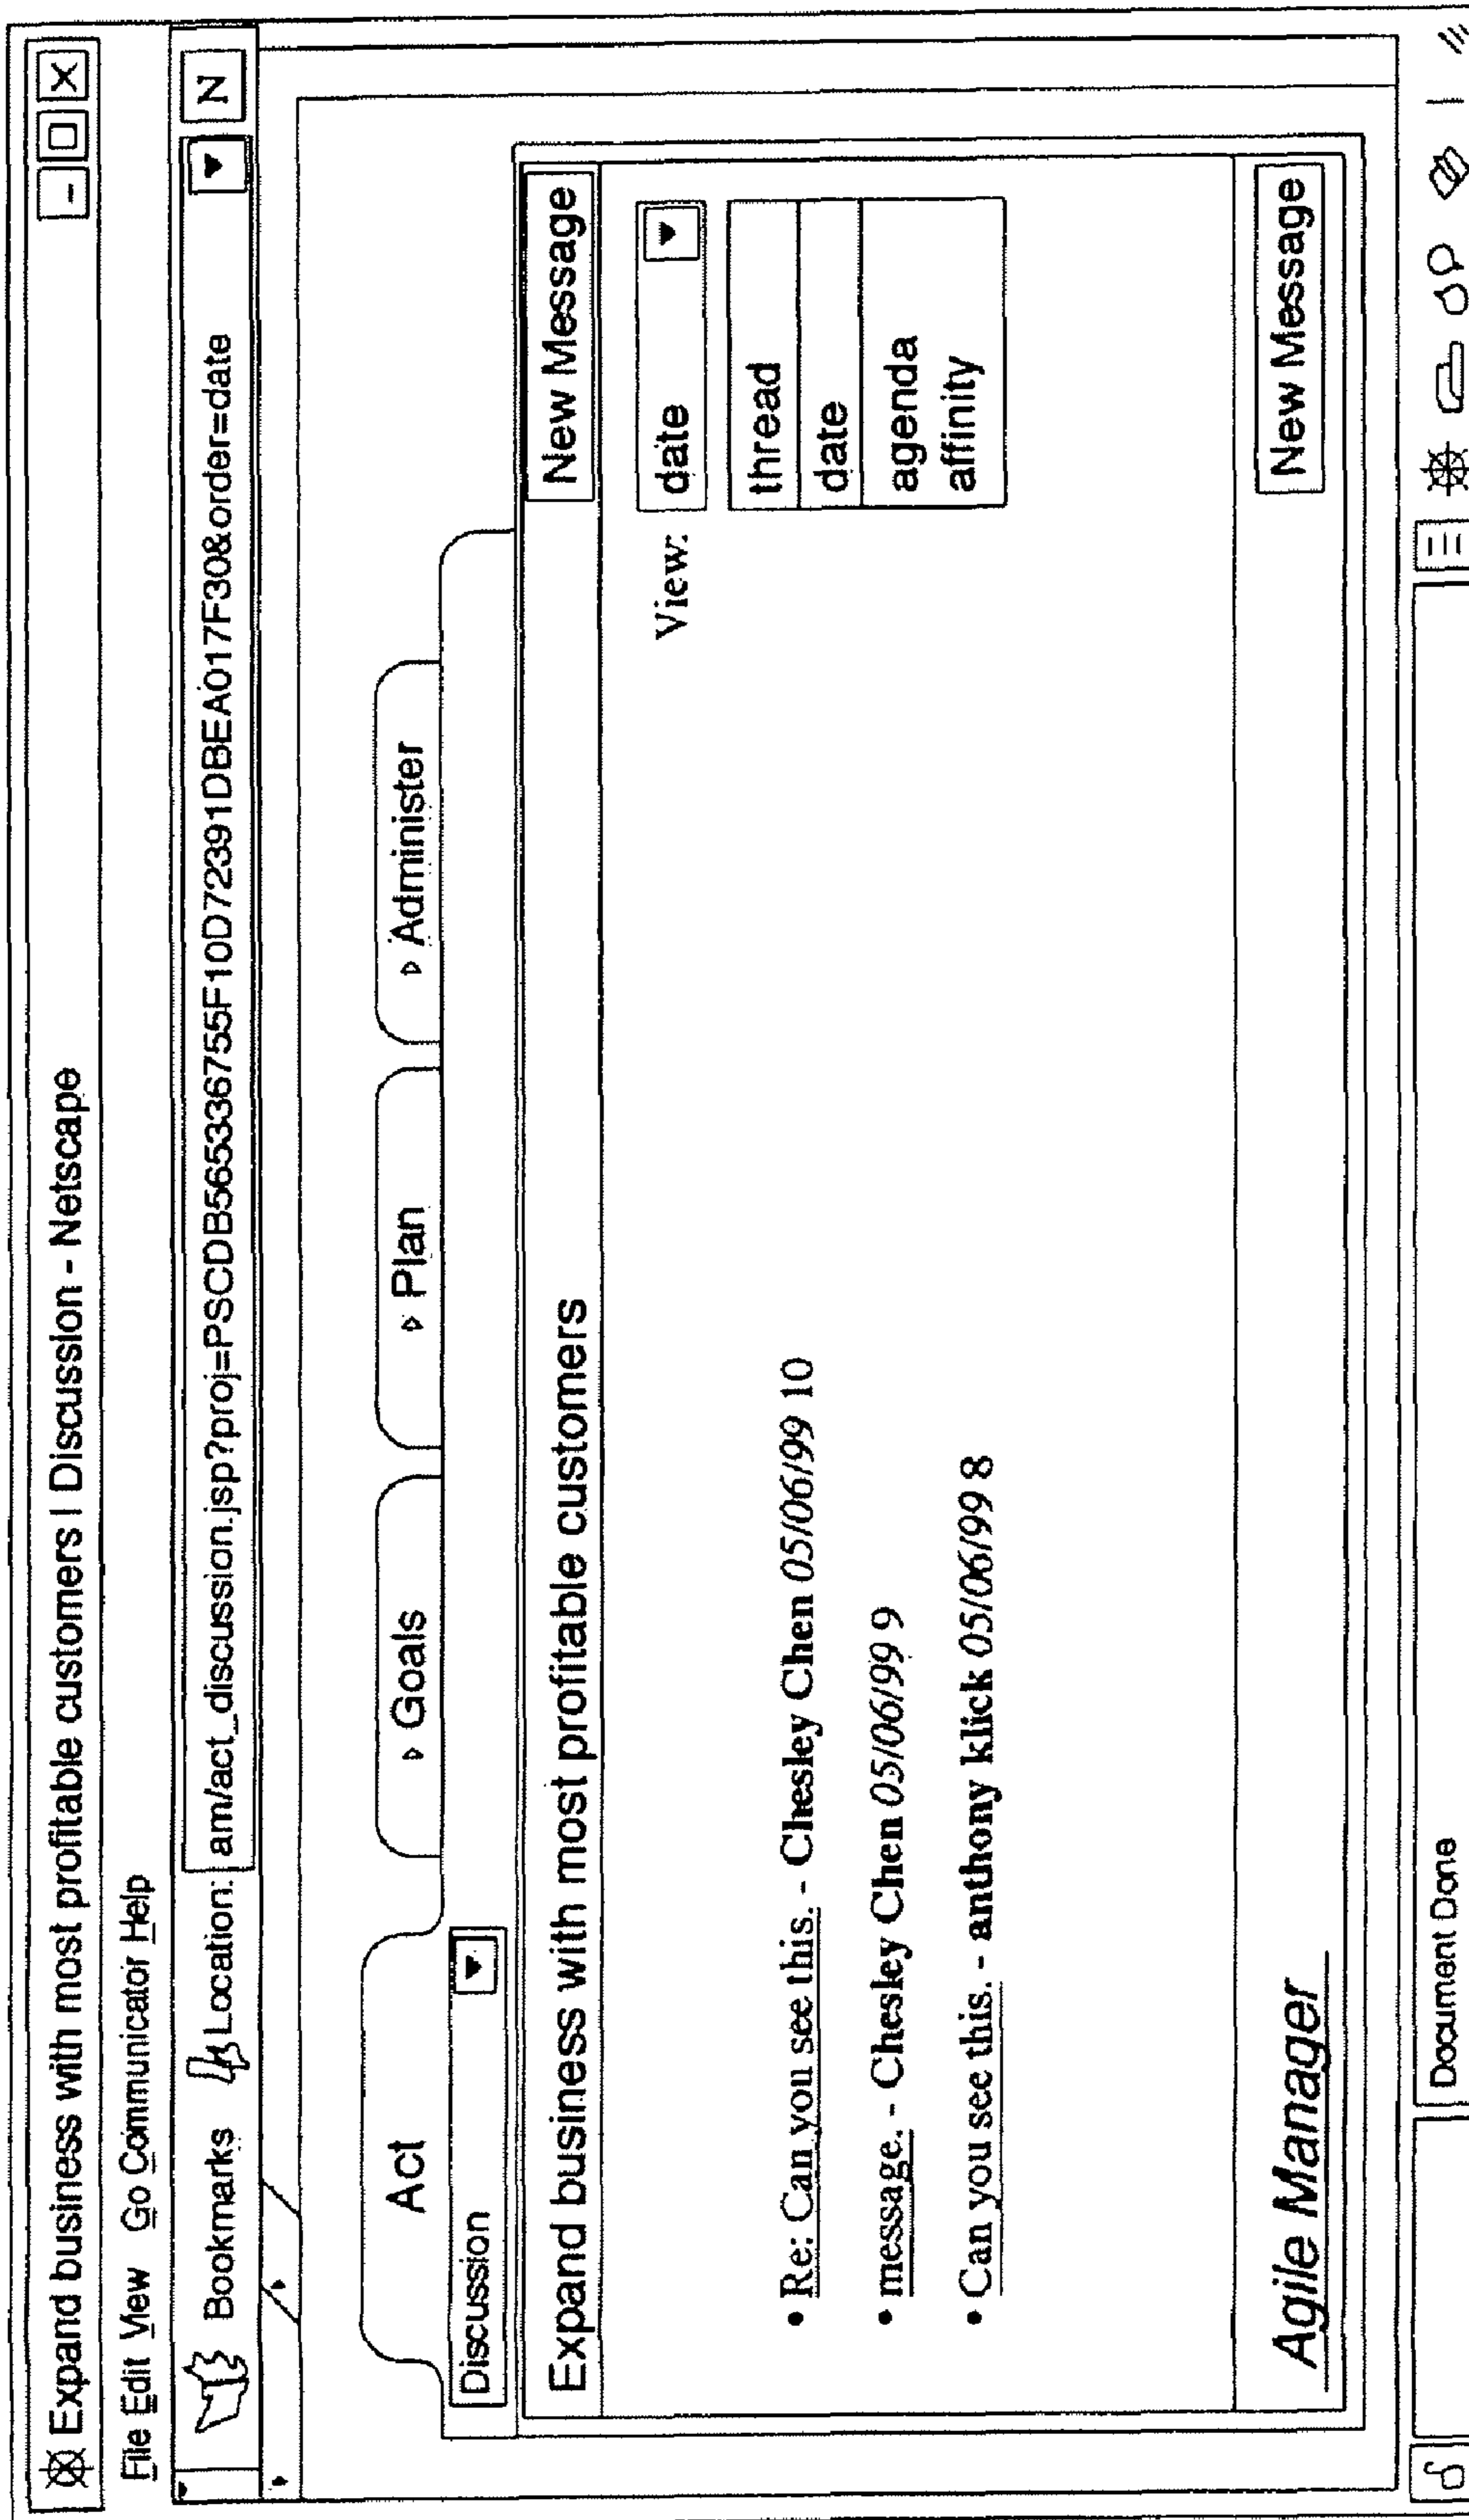 Expand business with most profitable customers | Discussion - Netscape
File Edit View Go Communicator Help
Bookmarks Location: am/act_discussion.jsp?proj=PSCDB565336755F10D72391DBEA017F30&order=date N
Act Goals Plan Administer
Discussion
Expand business with most profitable customers New Message
View: date
thread
date
agenda
affinity
• Re: Can you see this. - Chesley Chen 05/06/99 10
• message. - Chesley Chen 05/06/99 9
• Can you see this. - anthony klick 05/06/99 8
Agile Manager New Message
Document Done